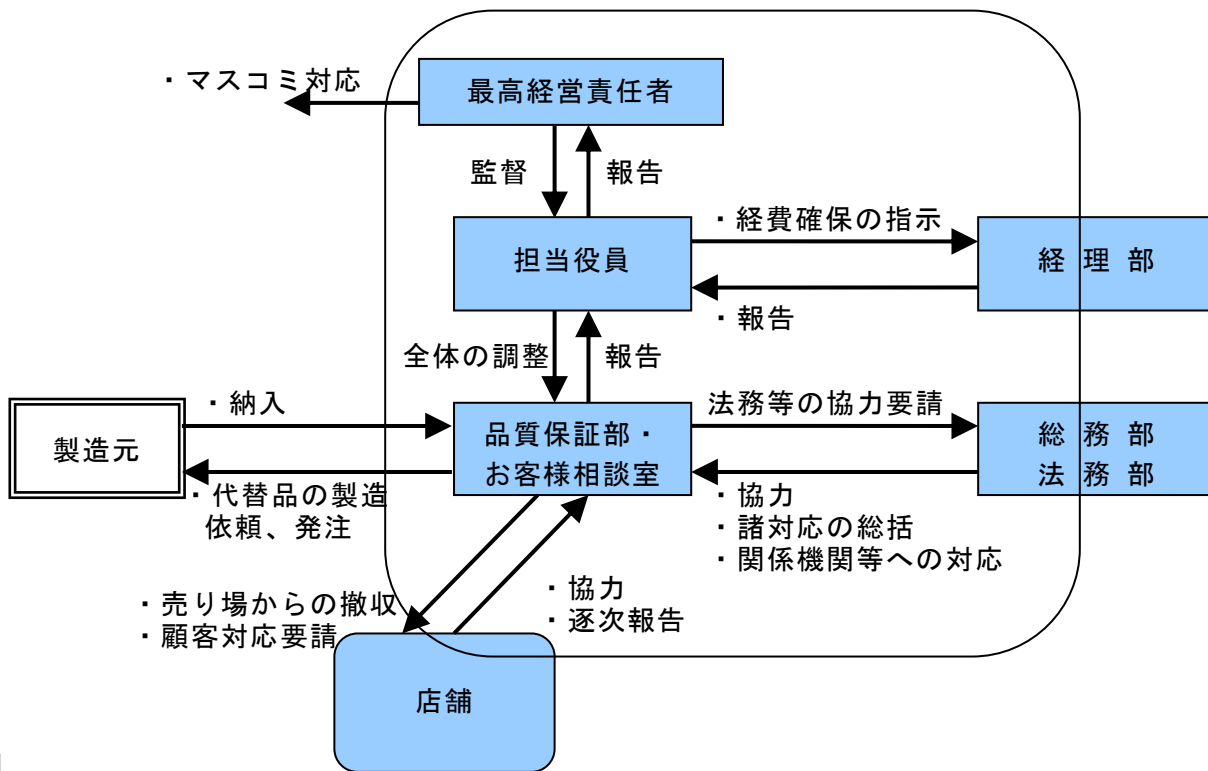 ・マスコミ対応
最高経営責任者
監督
報告
・経費確保の指示
担当役員
経 理 部
・報告
全体の調整
報告
・納入
法務等の協力要請
製造元
品質保証部・
お客様相談室
総 務 部
法 務 部
・代替品の製造
依頼、発注
・協力
・諸対応の総括
・関係機関等への対応
・売り場からの撤収
・顧客対応要請
・協力
・逐次報告
店舗